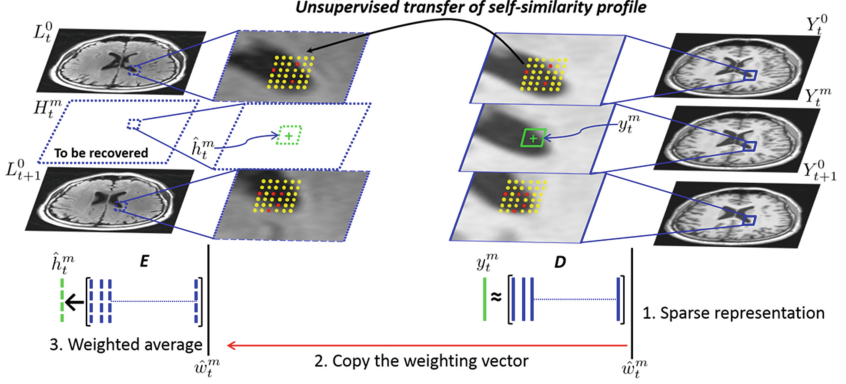 Unsupervised transfer of self-similarity profile
L_t^0
Y_t^0
H_t^m
Y_t^m
ĥ_t^m
y_t^m
To be recovered
L_{t+1}^0
Y_{t+1}^0
ĥ_t^m
E
y_t^m
D
≈
1. Sparse representation
3. Weighted average
2. Copy the weighting vector
ŵ_t^m
ŵ_t^m